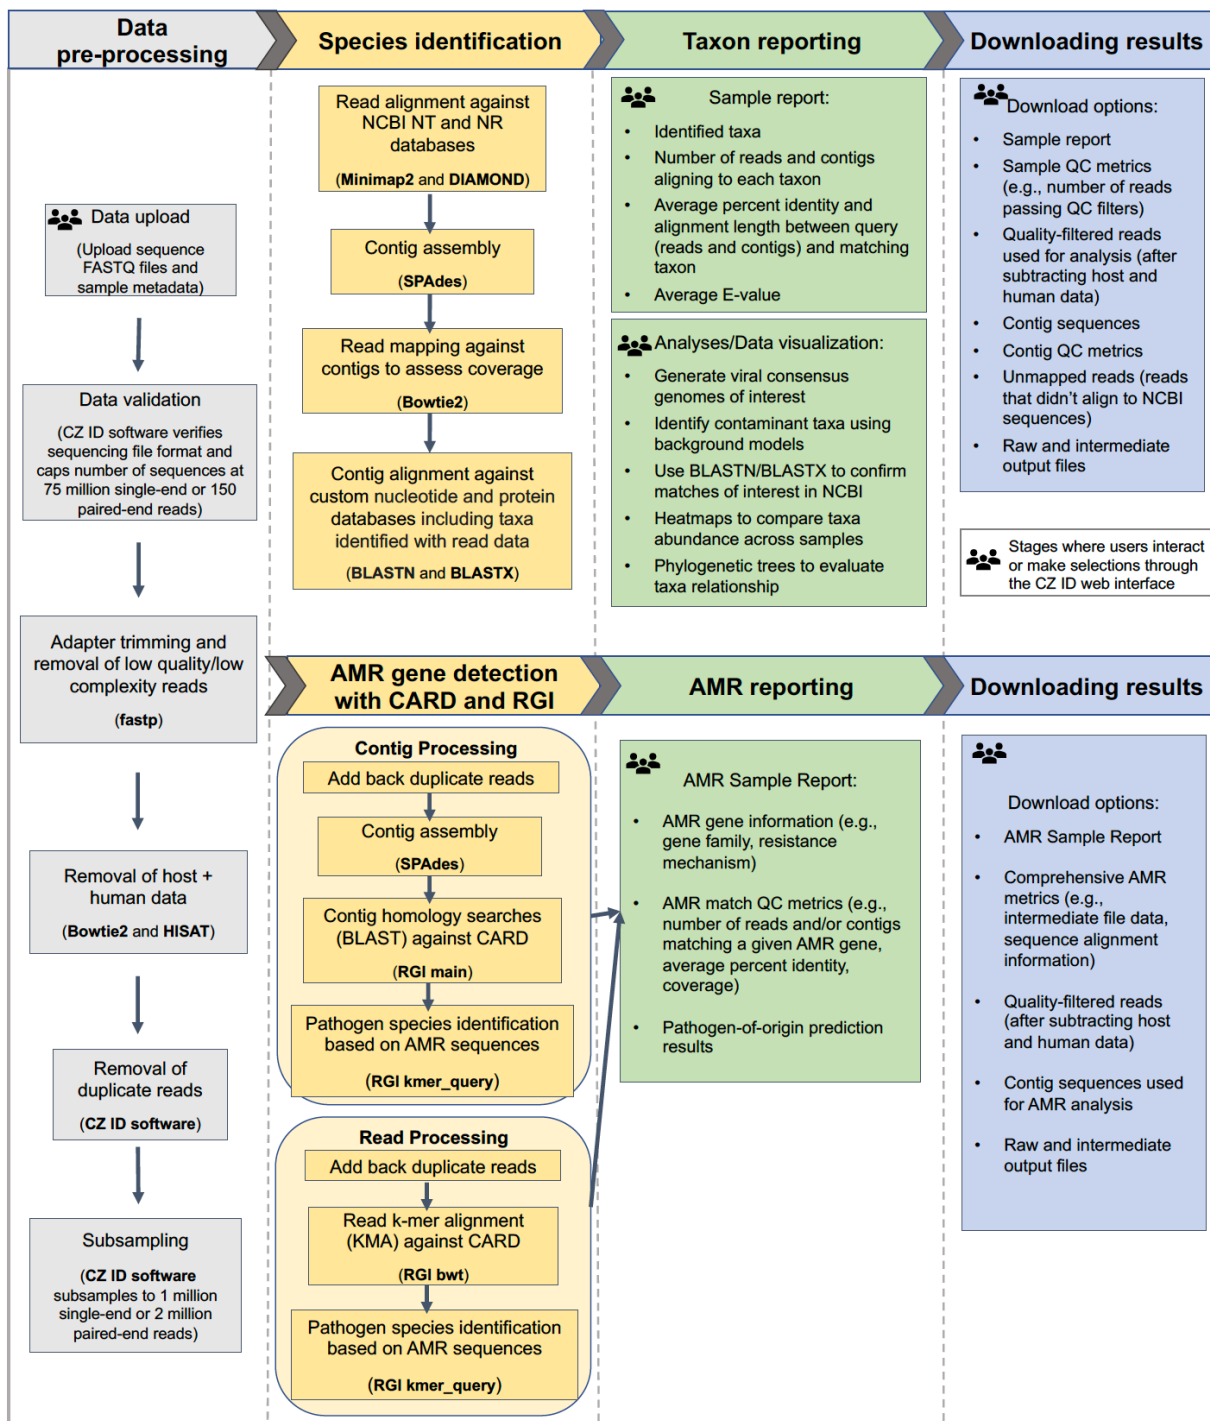 Data
pre-processing
Species identification
Taxon reporting
Downloading results
Data upload
(Upload sequence
FASTQ files and
sample metadata)
Data validation
(CZ ID software verifies
sequencing file format and
caps number of sequences at
75 million single-end or 150
paired-end reads)
Adapter trimming and
removal of low quality/low
complexity reads
(fastp)
Removal of host +
human data
(Bowtie2 and HISAT)
Removal of
duplicate reads
(CZ ID software)
Subsampling
(CZ ID software
subsamples to 1 million
single-end or 2 million
paired-end reads)
Read alignment against
NCBI NT and NR
databases
(Minimap2 and DIAMOND)
Contig assembly
(SPAdes)
Read mapping against
contigs to assess coverage
(Bowtie2)
Contig alignment against
custom nucleotide and protein
databases including taxa
identified with read data
(BLASTN and BLASTX)
Sample report:
• Identified taxa
• Number of reads and contigs
aligning to each taxon
• Average percent identity and
alignment length between query
(reads and contigs) and matching
taxon
• Average E-value
Analyses/Data visualization:
• Generate viral consensus
genomes of interest
• Identify contaminant taxa using
background models
• Use BLASTN/BLASTX to confirm
matches of interest in NCBI
• Heatmaps to compare taxa
abundance across samples
• Phylogenetic trees to evaluate
taxa relationship
Download options:
• Sample report
• Sample QC metrics
(e.g., number of reads
passing QC filters)
• Quality-filtered reads
used for analysis (after
subtracting host and
human data)
• Contig sequences
• Contig QC metrics
• Unmapped reads (reads
that didn't align to NCBI
sequences)
• Raw and intermediate
output files
Stages where users interact
or make selections through
the CZ ID web interface
AMR gene detection
with CARD and RGI
AMR reporting
Downloading results
Contig Processing
Add back duplicate reads
Contig assembly
(SPAdes)
Contig homology searches
(BLAST) against CARD
(RGI main)
Pathogen species identification
based on AMR sequences
(RGI kmer_query)
Read Processing
Add back duplicate reads
Read k-mer alignment
(KMA) against CARD
(RGI bwt)
Pathogen species identification
based on AMR sequences
(RGI kmer_query)
AMR Sample Report:
• AMR gene information (e.g.,
gene family, resistance
mechanism)
• AMR match QC metrics (e.g.,
number of reads and/or contigs
matching a given AMR gene,
average percent identity,
coverage)
• Pathogen-of-origin prediction
results
Download options:
• AMR Sample Report
• Comprehensive AMR
metrics (e.g.,
intermediate file data,
sequence alignment
information)
• Quality-filtered reads
(after subtracting host
and human data)
• Contig sequences used
for AMR analysis
• Raw and intermediate
output files